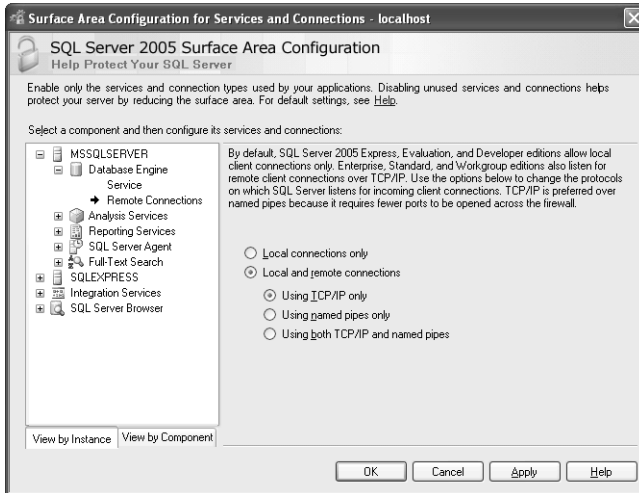 Surface Area Configuration for Services and Connections - localhost
SQL Server 2005 Surface Area Configuration
Help Protect Your SQL Server
Enable only the services and connection types used by your applications. Disabling unused services and connections helps
protect your server by reducing the surface area. For default settings, see Help.
Select a component and then configure its services and connections:
MSSQLSERVER
Database Engine
Service
Remote Connections
Analysis Services
Reporting Services
SQL Server Agent
Full-Text Search
SQLEXPRESS
Integration Services
SQL Server Browser
View by Instance
View by Component
By default, SQL Server 2005 Express, Evaluation, and Developer editions allow local
client connections only. Enterprise, Standard, and Workgroup editions also listen for
remote client connections over TCP/IP. Use the options below to change the protocols
on which SQL Server listens for incoming client connections. TCP/IP is preferred over
named pipes because it requires fewer ports to be opened across the firewall.
Local connections only
Local and remote connections
Using TCP/IP only
Using named pipes only
Using both TCP/IP and named pipes
OK
Cancel
Apply
Help